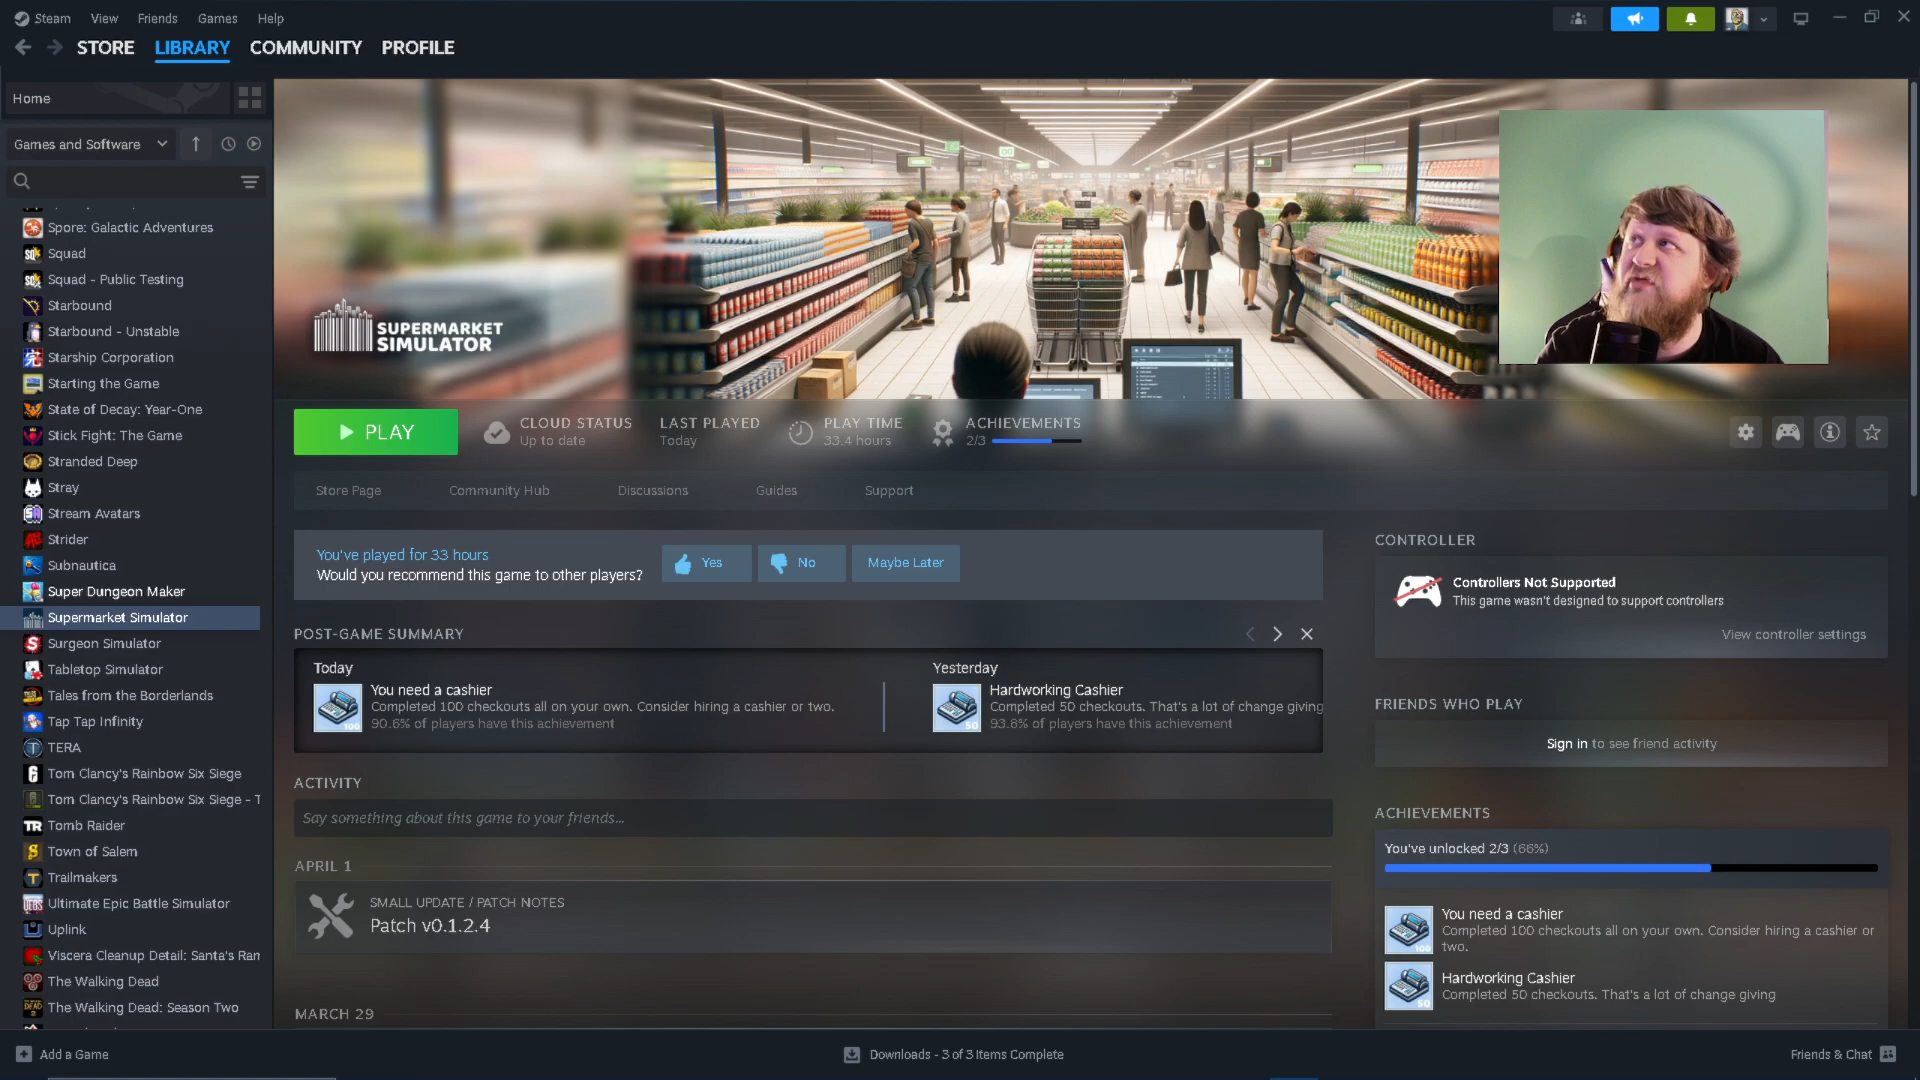 Steam
View
Friends
Games
Help
STORE
LIBRARY
COMMUNITY
PROFILE
Home
Games and Software
Spore: Galactic Adventures
Squad
Squad - Public Testing
Starbound
Starbound - Unstable
Starship Corporation
Starting the Game
State of Decay: Year-One
Stick Fight: The Game
Stranded Deep
Stray
Stream Avatars
Strider
Subnautica
Super Dungeon Maker
Supermarket Simulator
Surgeon Simulator
Tabletop Simulator
Tales from the Borderlands
Tap Tap Infinity
TERA
Tom Clancy's Rainbow Six Siege
Tom Clancy's Rainbow Six Siege - T
Tomb Raider
Town of Salem
Trailmakers
Ultimate Epic Battle Simulator
Uplink
Viscera Cleanup Detail: Santa's Ram
The Walking Dead
The Walking Dead: Season Two
SUPERMARKET
SIMULATOR
PLAY
CLOUD STATUS
Up to date
LAST PLAYED
Today
PLAY TIME
33.4 hours
ACHIEVEMENTS
2/3
Store Page
Community Hub
Discussions
Guides
Support
You've played for 33 hours
Would you recommend this game to other players?
Yes
No
Maybe Later
POST-GAME SUMMARY
Today
You need a cashier
Completed 100 checkouts all on your own. Consider hiring a cashier or two.
90.6% of players have this achievement
100
Yesterday
Hardworking Cashier
Completed 50 checkouts. That's a lot of change giving
93.8% of players have this achievement
50
ACTIVITY
Say something about this game to your friends...
APRIL 1
SMALL UPDATE / PATCH NOTES
Patch v0.1.2.4
MARCH 29
CONTROLLER
Controllers Not Supported
This game wasn't designed to support controllers
View controller settings
FRIENDS WHO PLAY
Sign in to see friend activity
ACHIEVEMENTS
You've unlocked 2/3 (66%)
You need a cashier
Completed 100 checkouts all on your own. Consider hiring a cashier or
two.
100
Hardworking Cashier
Completed 50 checkouts. That's a lot of change giving
50
Add a Game
Downloads - 3 of 3 Items Complete
Friends & Chat